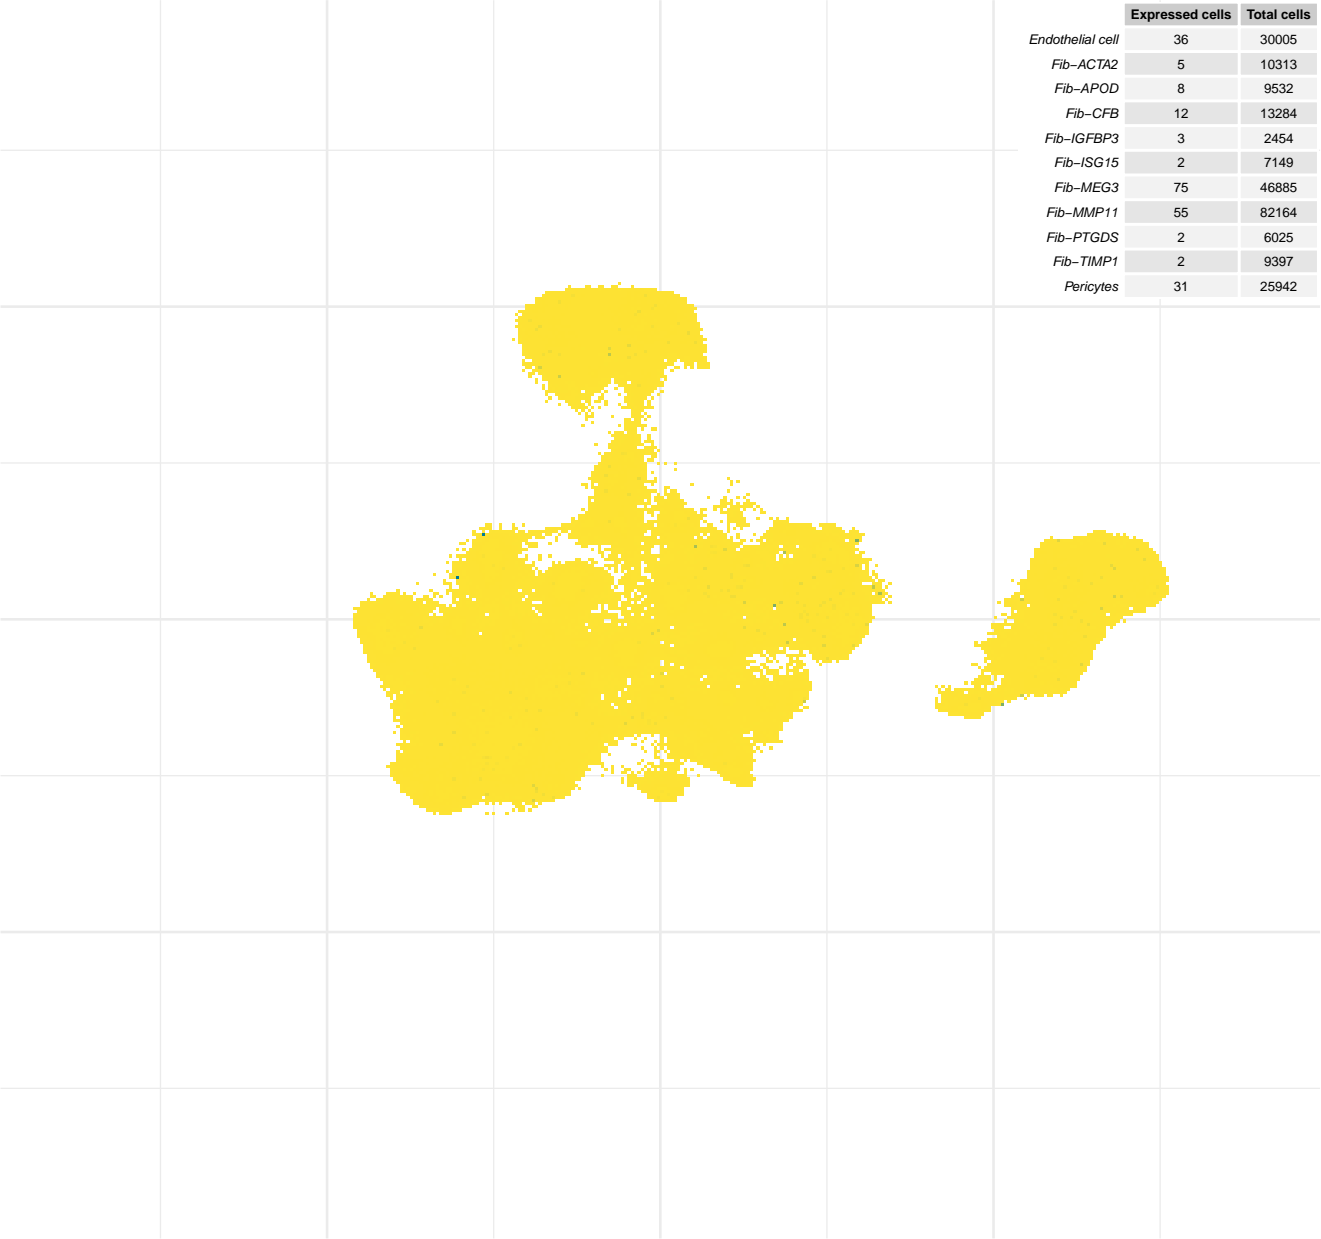 Expressed cells Total cells
Endothelial cell 36 30005
Fib−ACTA2 5 10313
Fib−APOD 8 9532
Fib−CFB 12 13284
Fib−IGFBP3 3 2454
Fib−ISG15 2 7149
Fib−MEG3 75 46885
Fib−MMP11 55 82164
Fib−PTGDS 2 6025
Fib−TIMP1 2 9397
Pericytes 31 25942